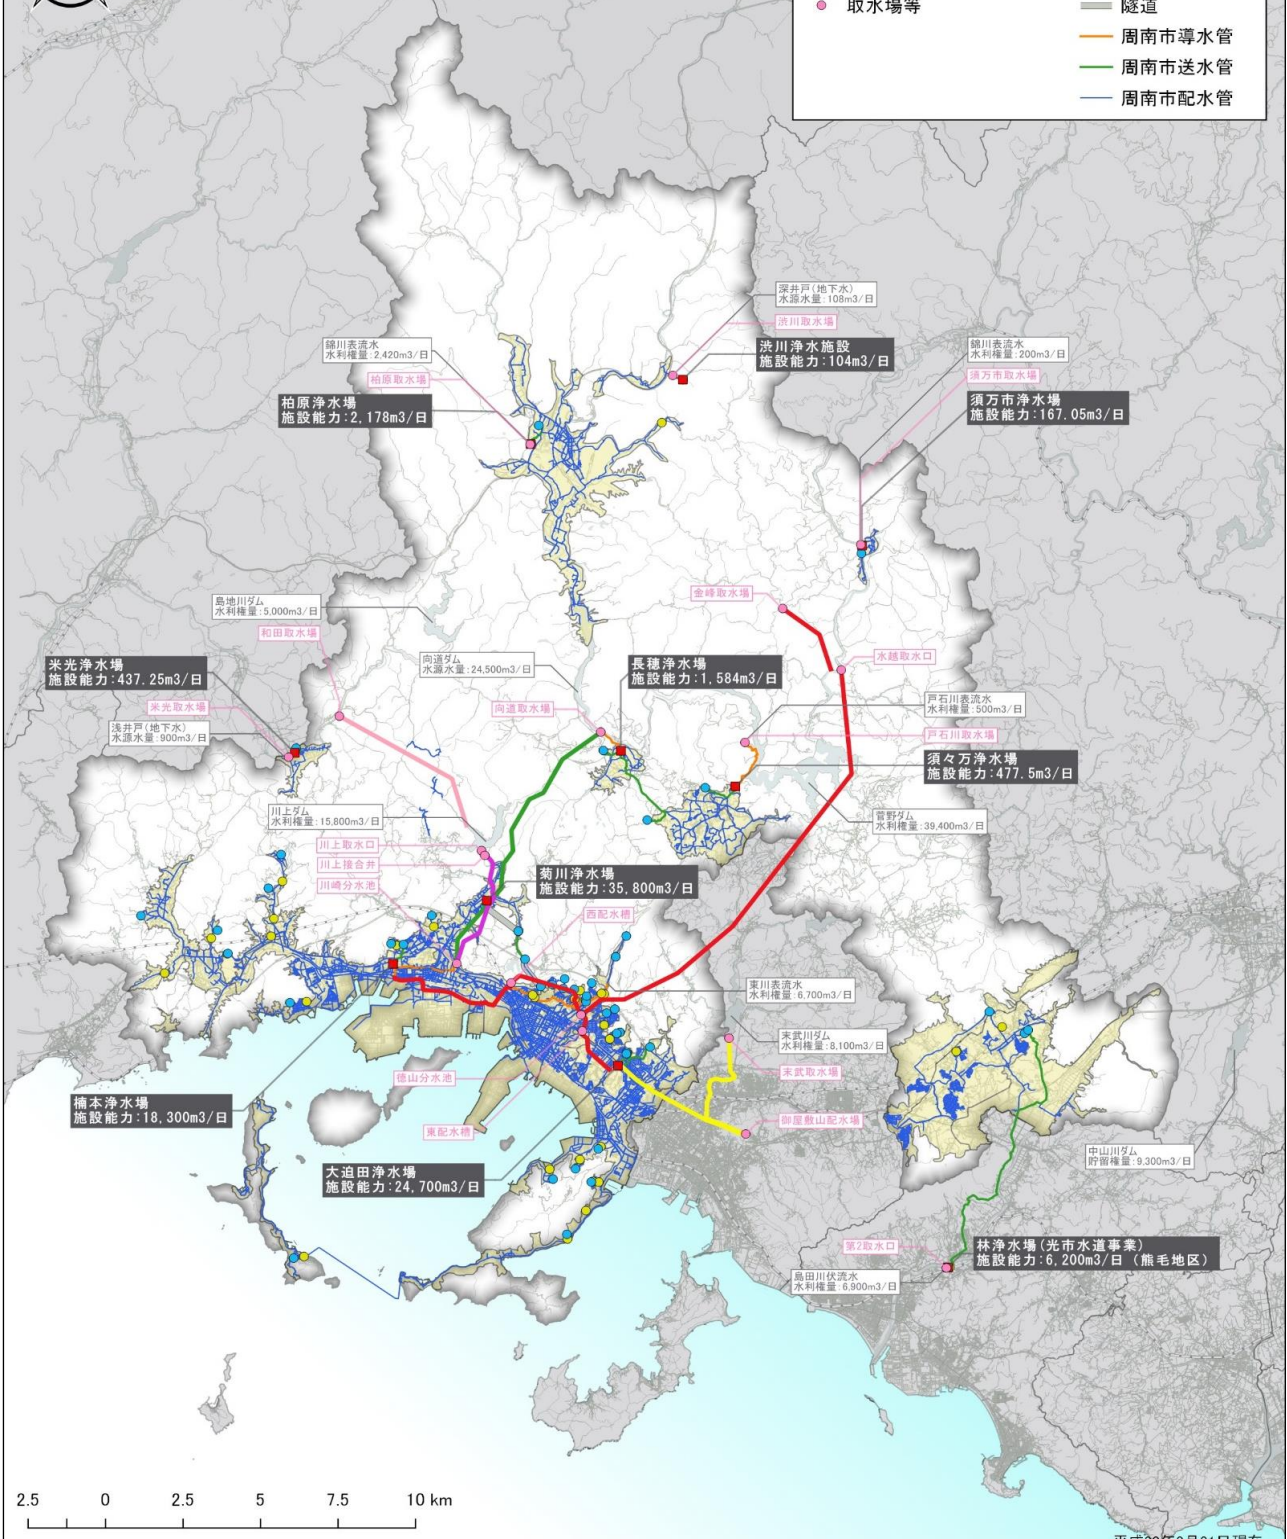 取水場等
隧道
周南市導水管
周南市送水管
周南市配水管
深井戸(地下水)
水源水量:108m3/日
渋川取水場
渋川浄水施設
施設能力:104m3/日
錦川表流水
水利権量:2,420m3/日
柏原取水場
柏原浄水場
施設能力:2,178m3/日
錦川表流水
水利権量:200m3/日
須万市取水場
須万市浄水場
施設能力:167.05m3/日
金峰取水場
島地川ダム
水利権量:5,000m3/日
和田取水場
水越取水口
米光浄水場
施設能力:437.25m3/日
向道ダム
水源水量:24,500m3/日
長穂浄水場
施設能力:1,584m3/日
米光取水場
向道取水場
戸石川表流水
水利権量:500m3/日
浅井戸(地下水)
水源水量:900m3/日
戸石川取水場
須々万浄水場
施設能力:477.5m3/日
川上ダム
水利権量:15,800m3/日
菅野ダム
水利権量:39,400m3/日
川上取水口
川上接合井
川崎分水池
菊川浄水場
施設能力:35,800m3/日
西配水槽
東川表流水
水利権量:6,700m3/日
末武川ダム
水利権量:8,100m3/日
徳山分水池
末武取水場
楠本浄水場
施設能力:18,300m3/日
東配水槽
御屋敷山配水場
大迫田浄水場
施設能力:24,700m3/日
中山川ダム
貯留権量:9,300m3/日
第2取水口
林浄水場(光市水道事業)
施設能力:6,200m3/日 (熊毛地区)
島田川伏流水
水利権量:6,900m3/日
2.5 0 2.5 5 7.5 10 km